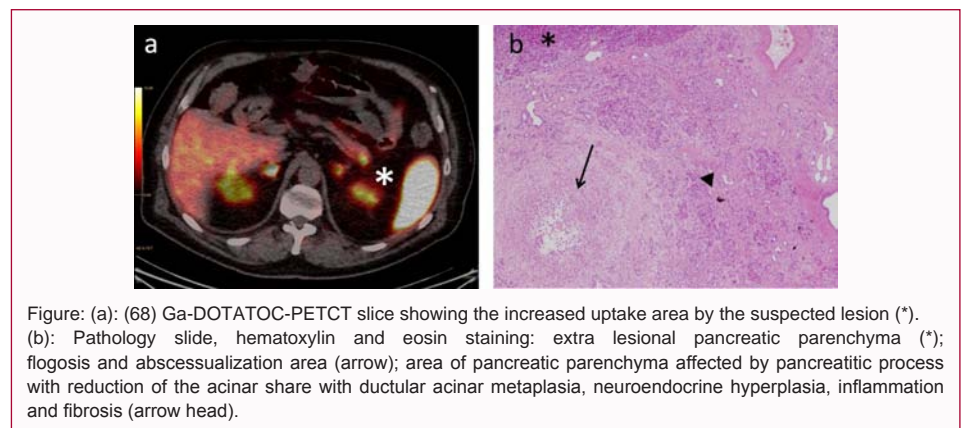 a
*
b *
Figure: (a): (68) Ga-DOTATOC-PETCT slice showing the increased uptake area by the suspected lesion (*).
(b): Pathology slide, hematoxylin and eosin staining: extra lesional pancreatic parenchyma (*);
flogosis and abscessualization area (arrow); area of pancreatic parenchyma affected by pancreatitic process
with reduction of the acinar share with ductular acinar metaplasia, neuroendocrine hyperplasia, inflammation
and fibrosis (arrow head).